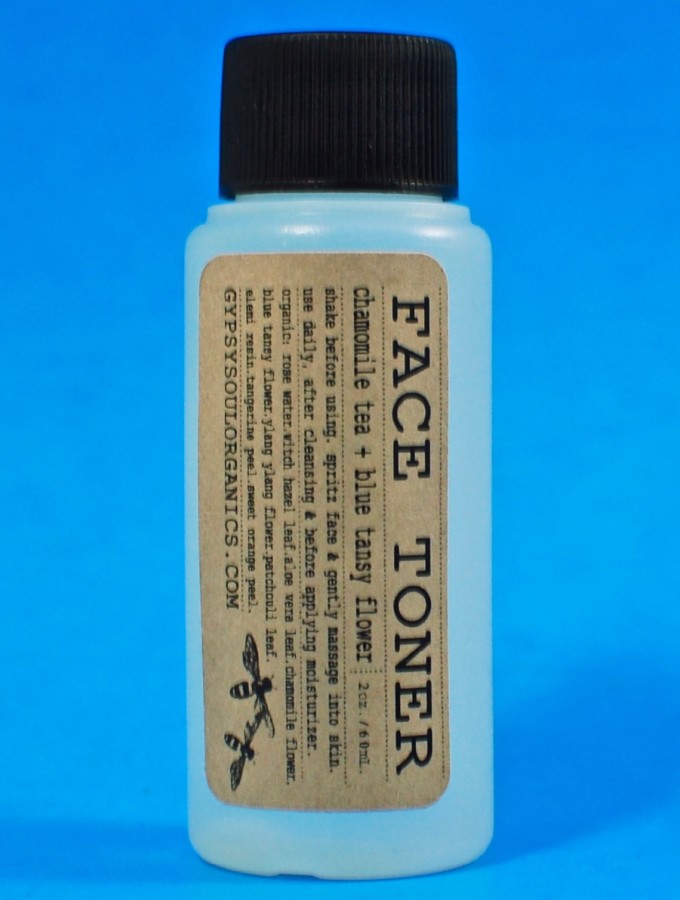 FACE TONER
chamomile tea + blue tansy flower 2oz./60mL.
shake before using. spritz face & gently massage into skin.
use daily, after cleansing & before applying moisturizer.
organic: rose water.witch hazel leaf.aloe vera leaf.chamomile flower.
blue tansy flower.ylang ylang flower.patchouli leaf.
elemi resin.tangerine peel.sweet orange peel.
GYPSYSOULORGANICS.COM